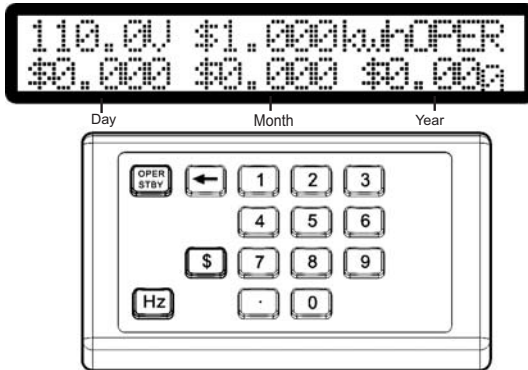 110.0V $1.000kwhOPER
$0.000 $0.000 $0.000
Day Month Year
OPER STBY ← 1 2 3
4 5 6
$ 7 8 9
Hz . 0